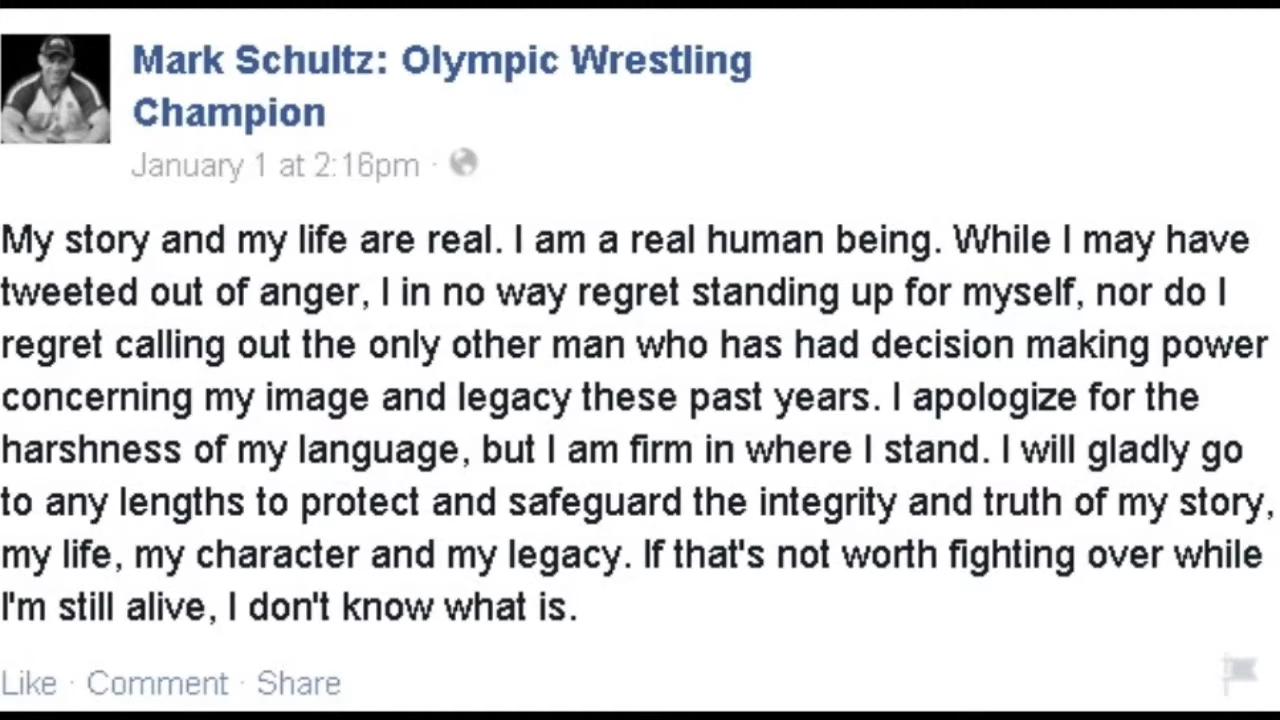 Mark Schultz: Olympic Wrestling
Champion
January 1 at 2:16pm ·
My story and my life are real. I am a real human being. While I may have
tweeted out of anger, I in no way regret standing up for myself, nor do I
regret calling out the only other man who has had decision making power
concerning my image and legacy these past years. I apologize for the
harshness of my language, but I am firm in where I stand. I will gladly go
to any lengths to protect and safeguard the integrity and truth of my story,
my life, my character and my legacy. If that's not worth fighting over while
I'm still alive, I don't know what is.
Like · Comment · Share